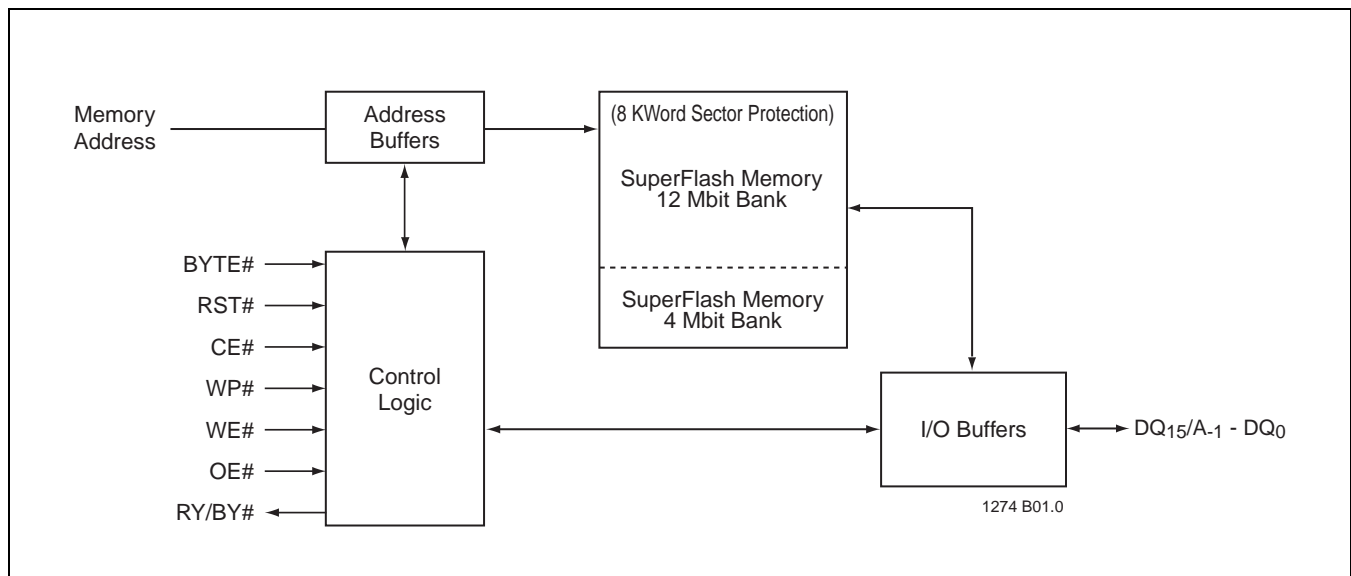 Memory
Address
Address
Buffers
(8 KWord Sector Protection)
SuperFlash Memory
12 Mbit Bank
SuperFlash Memory
4 Mbit Bank
BYTE#
RST#
CE#
WP#
WE#
OE#
RY/BY#
Control
Logic
I/O Buffers
DQ15/A-1 - DQ0
1274 B01.0